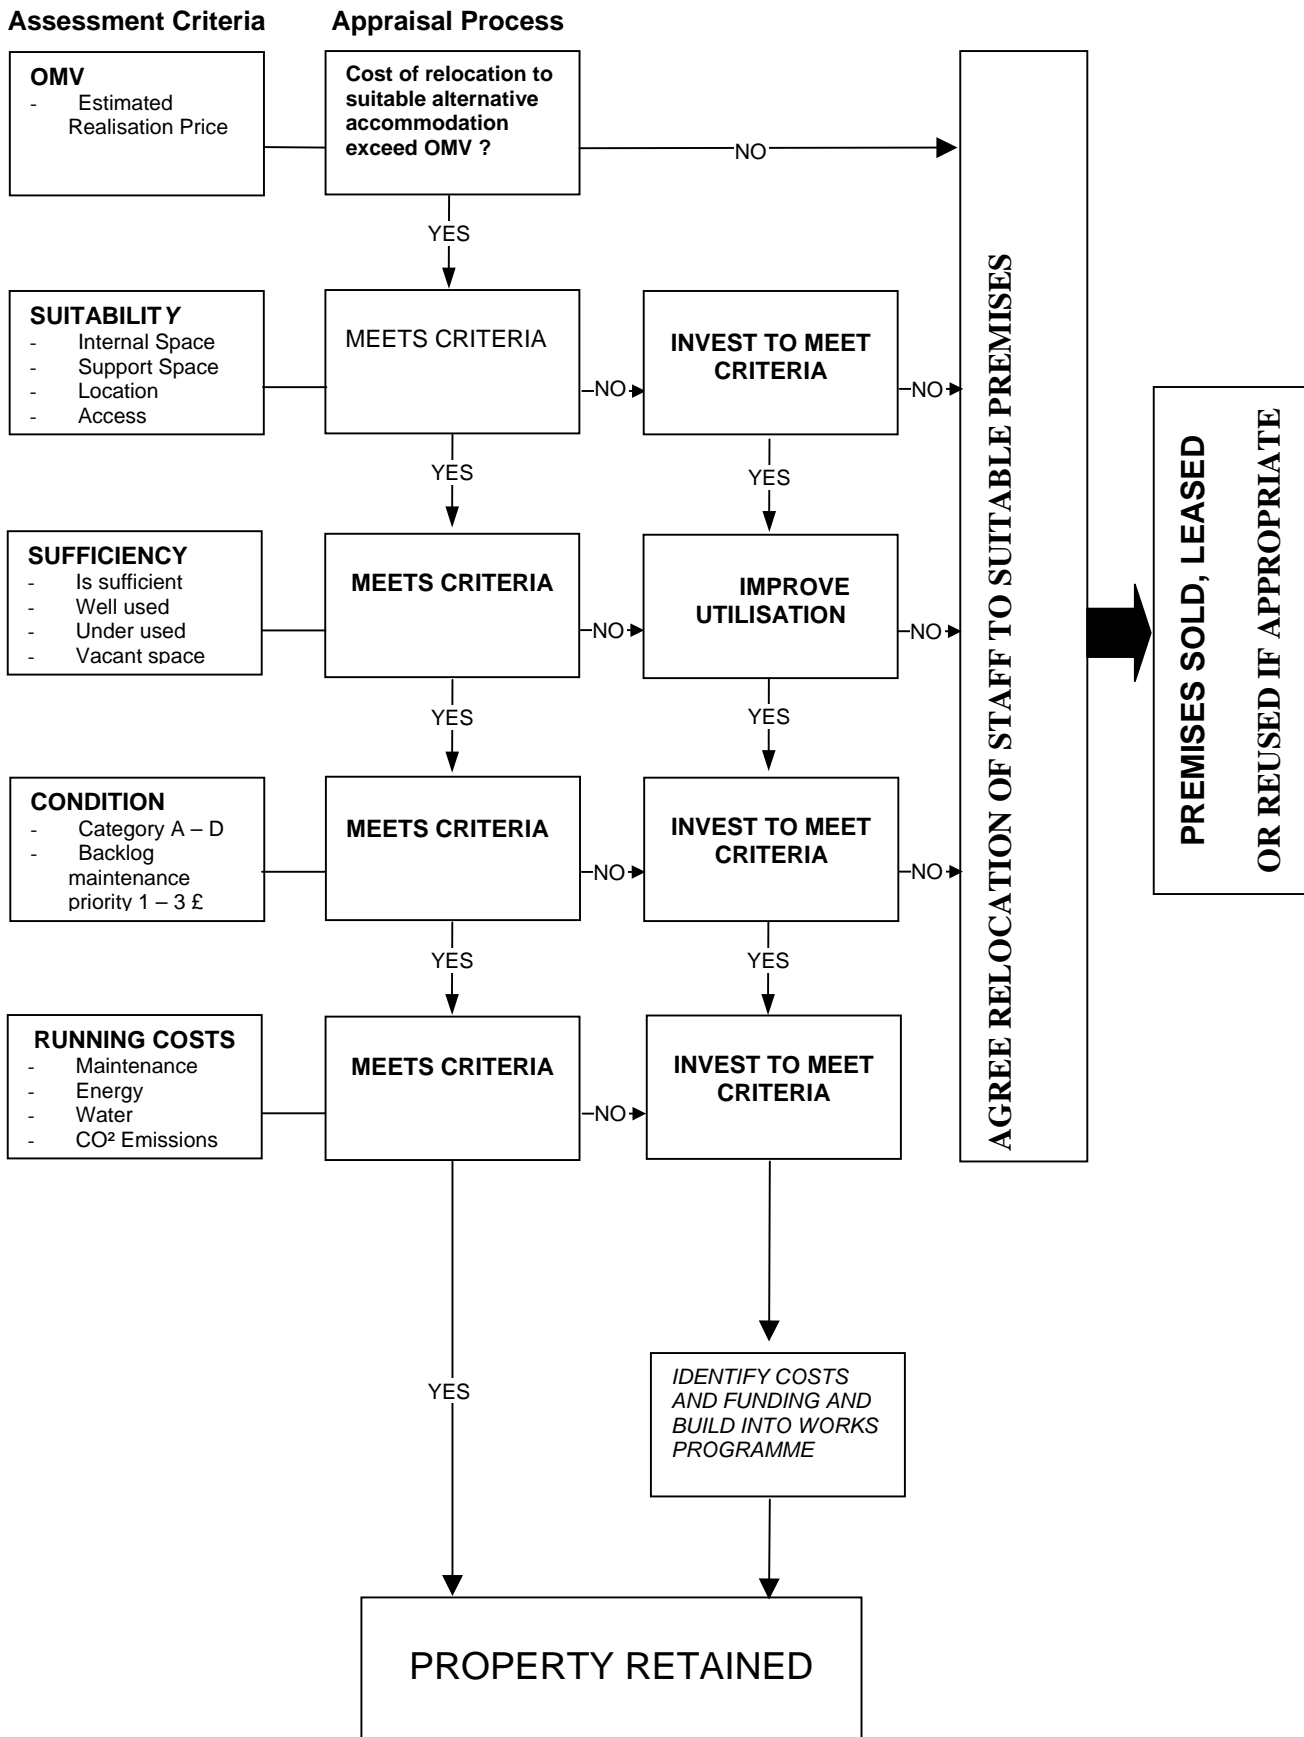 Assessment Criteria
Appraisal Process
OMV
- Estimated
Realisation Price
Cost of relocation to
suitable alternative
accommodation
exceed OMV ?
NO
YES
SUITABILITY
- Internal Space
- Support Space
- Location
- Access
MEETS CRITERIA
NO
INVEST TO MEET
CRITERIA
NO
YES
YES
SUFFICIENCY
- Is sufficient
- Well used
- Under used
- Vacant space
MEETS CRITERIA
NO
IMPROVE
UTILISATION
NO
YES
YES
CONDITION
- Category A – D
- Backlog
maintenance
priority 1 – 3 £
MEETS CRITERIA
NO
INVEST TO MEET
CRITERIA
NO
YES
YES
RUNNING COSTS
- Maintenance
- Energy
- Water
- CO² Emissions
MEETS CRITERIA
NO
INVEST TO MEET
CRITERIA
YES
IDENTIFY COSTS
AND FUNDING AND
BUILD INTO WORKS
PROGRAMME
PROPERTY RETAINED
AGREE RELOCATION OF STAFF TO SUITABLE PREMISES
PREMISES SOLD, LEASED
OR REUSED IF APPROPRIATE